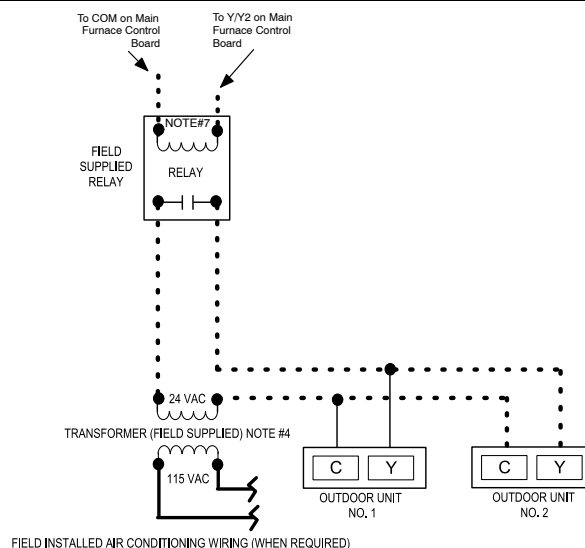 To COM on Main
Furnace Control
Board
To Y/Y2 on Main
Furnace Control
Board
NOTE#7
FIELD
SUPPLIED
RELAY
RELAY
24 VAC
TRANSFORMER (FIELD SUPPLIED) NOTE #4
115 VAC
C Y
OUTDOOR UNIT
NO. 1
C Y
OUTDOOR UNIT
NO. 2
FIELD INSTALLED AIR CONDITIONING WIRING (WHEN REQUIRED)